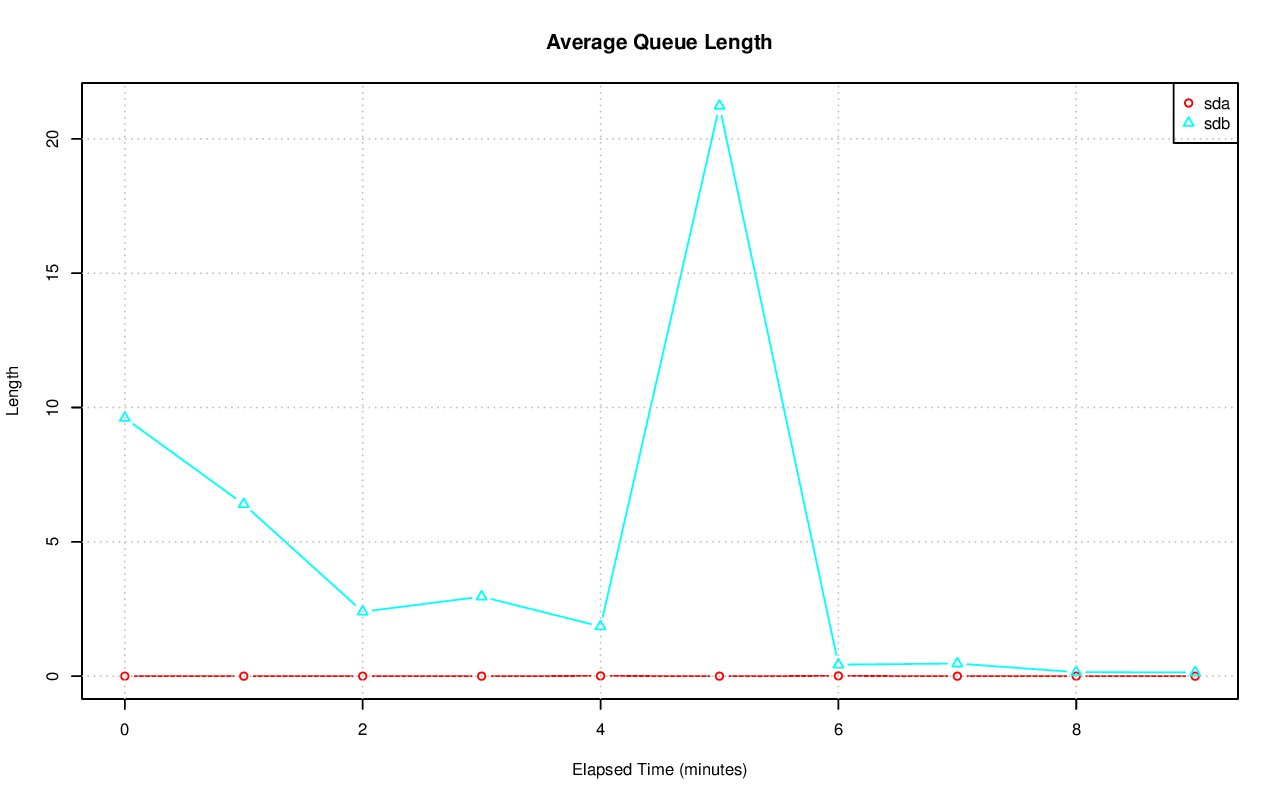 Average Queue Length
sda
sdb
Length
20
15
10
5
0
0 2 4 6 8
Elapsed Time (minutes)